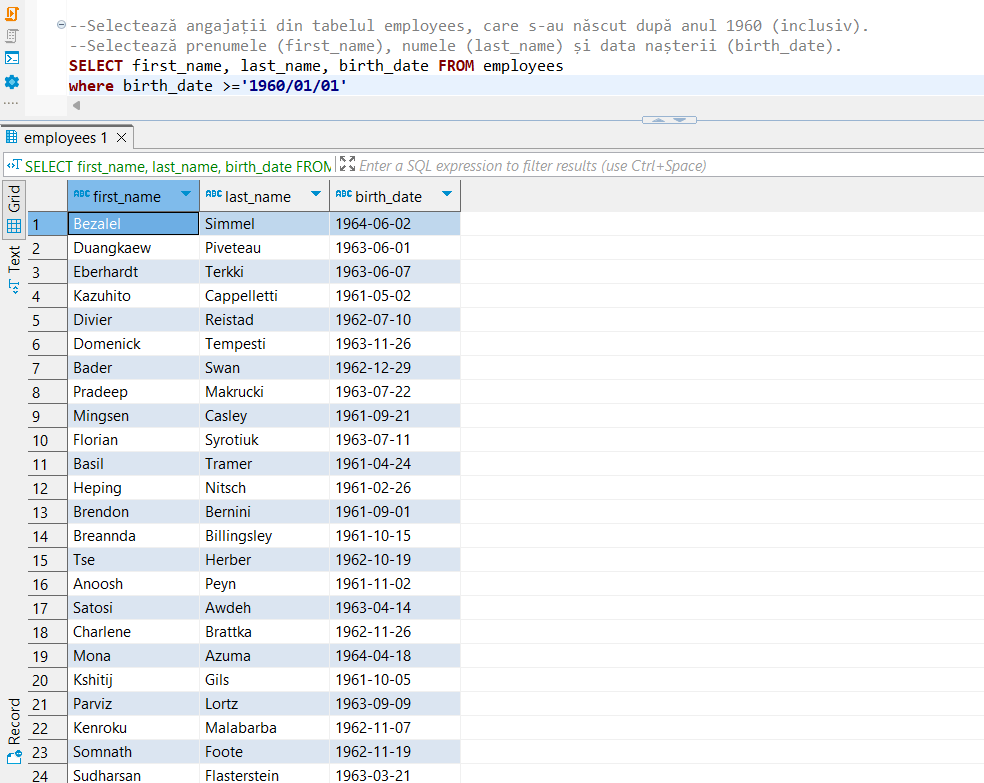 --Selectează angajații din tabelul employees, care s-au născut după anul 1960 (inclusiv).
--Selectează prenumele (first_name), numele (last_name) și data nașterii (birth_date).
SELECT first_name, last_name, birth_date FROM employees
where birth_date >='1960/01/01'
employees 1
SELECT first_name, last_name, birth_date FROM
Enter a SQL expression to filter results (use Ctrl+Space)
Grid
Text
Record
ABC first_name ABC last_name ABC birth_date
1 Bezalel Simmel 1964-06-02
2 Duangkaew Piveteau 1963-06-01
3 Eberhardt Terkki 1963-06-07
4 Kazuhito Cappelletti 1961-05-02
5 Divier Reistad 1962-07-10
6 Domenick Tempesti 1963-11-26
7 Bader Swan 1962-12-29
8 Pradeep Makrucki 1963-07-22
9 Mingsen Casley 1961-09-21
10 Florian Syrotiuk 1963-07-11
11 Basil Tramer 1961-04-24
12 Heping Nitsch 1961-02-26
13 Brendon Bernini 1961-09-01
14 Breannda Billingsley 1961-10-15
15 Tse Herber 1962-10-19
16 Anoosh Peyn 1961-11-02
17 Satosi Awdeh 1963-04-14
18 Charlene Brattka 1962-11-26
19 Mona Azuma 1964-04-18
20 Kshitij Gils 1961-10-05
21 Parviz Lortz 1963-09-09
22 Kenroku Malabarba 1962-11-07
23 Somnath Foote 1962-11-19
24 Sudharsan Flasterstein 1963-03-21